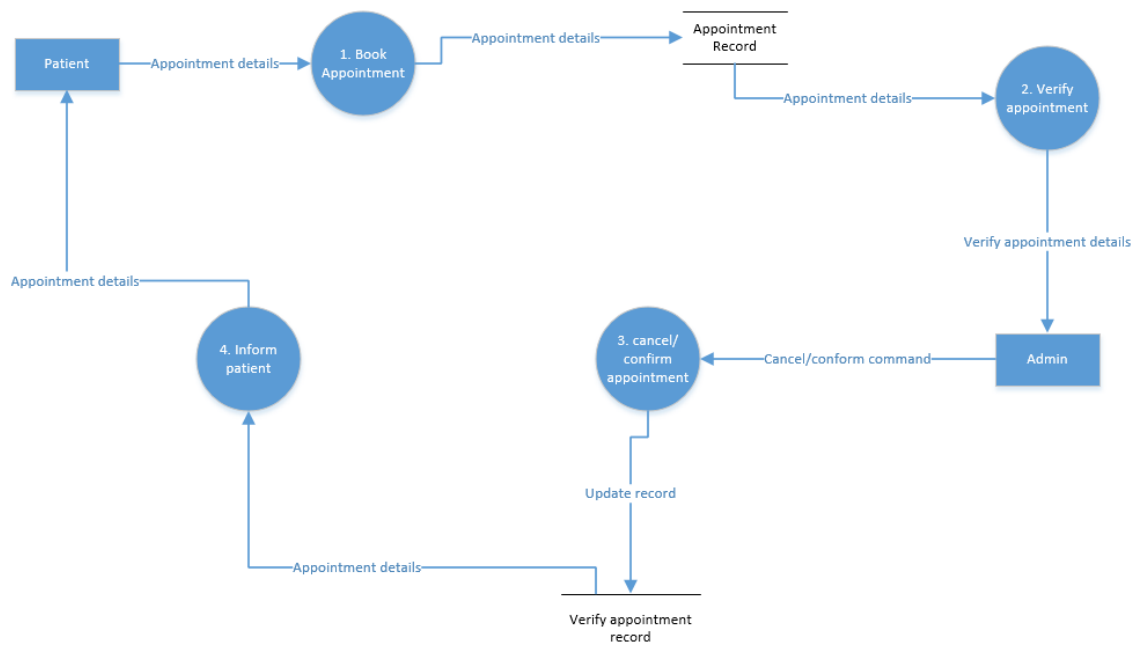 Patient
Appointment details
1. Book
Appointment
Appointment details
Appointment
Record
Appointment details
2. Verify
appointment
Verify appointment details
Admin
Cancel/conform command
3. cancel/
confirm
appointment
Update record
Verify appointment
record
Appointment details
4. Inform
patient
Appointment details